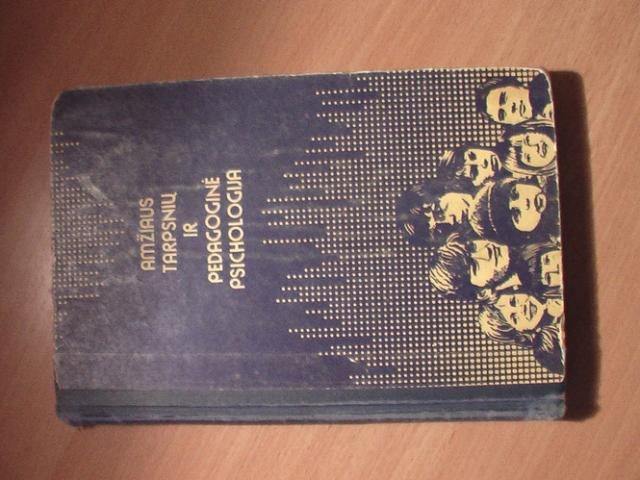 AMŽIAUS
TARPSNIŲ
IR
PEDAGOGINĖ
PSICHOLOGIJA